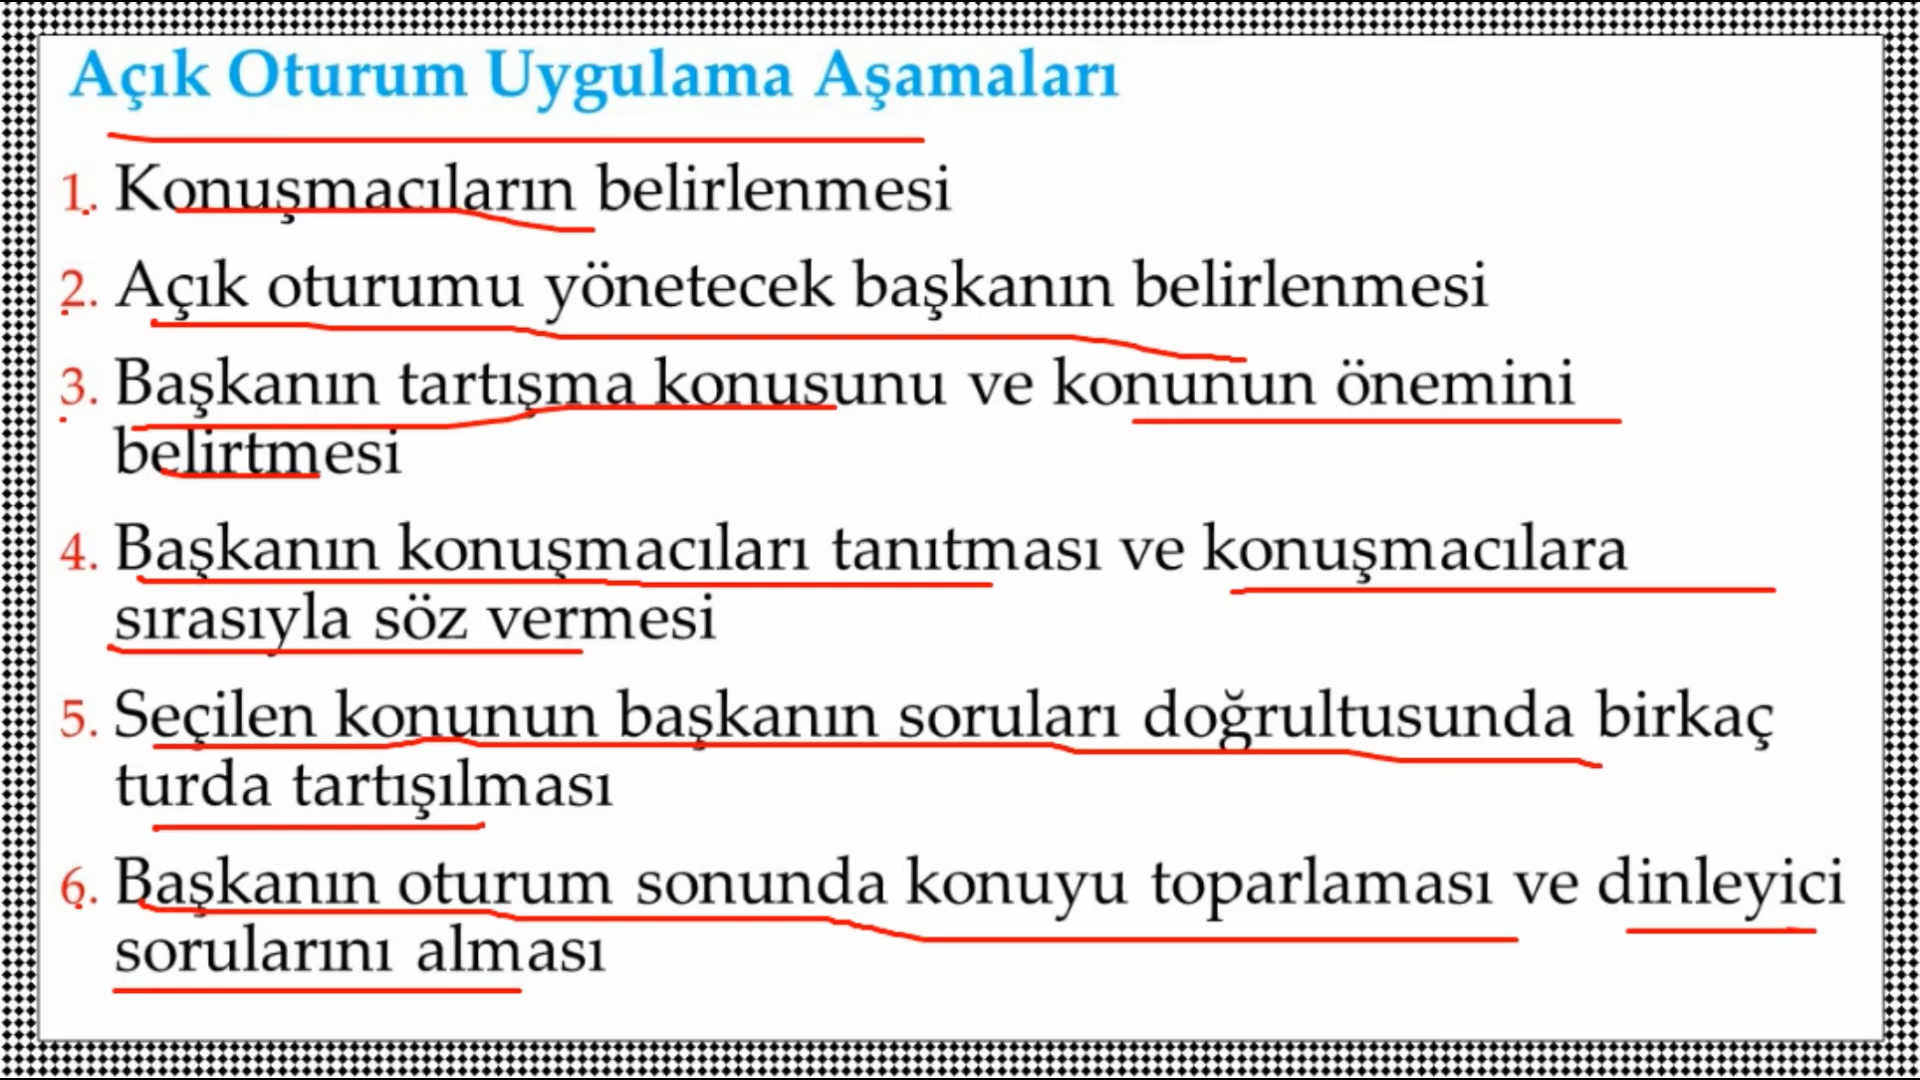 Açık Oturum Uygulama Aşamaları
1. Konuşmacıların belirlenmesi
2. Açık oturumu yönetecek başkanın belirlenmesi
3. Başkanın tartışma konusunu ve konunun önemini
belirtmesi
4. Başkanın konuşmacıları tanıtması ve konuşmacılara
sırasıyla söz vermesi
5. Seçilen konunun başkanın soruları doğrultusunda birkaç
turda tartışılması
6. Başkanın oturum sonunda konuyu toparlaması ve dinleyici
sorularını alması